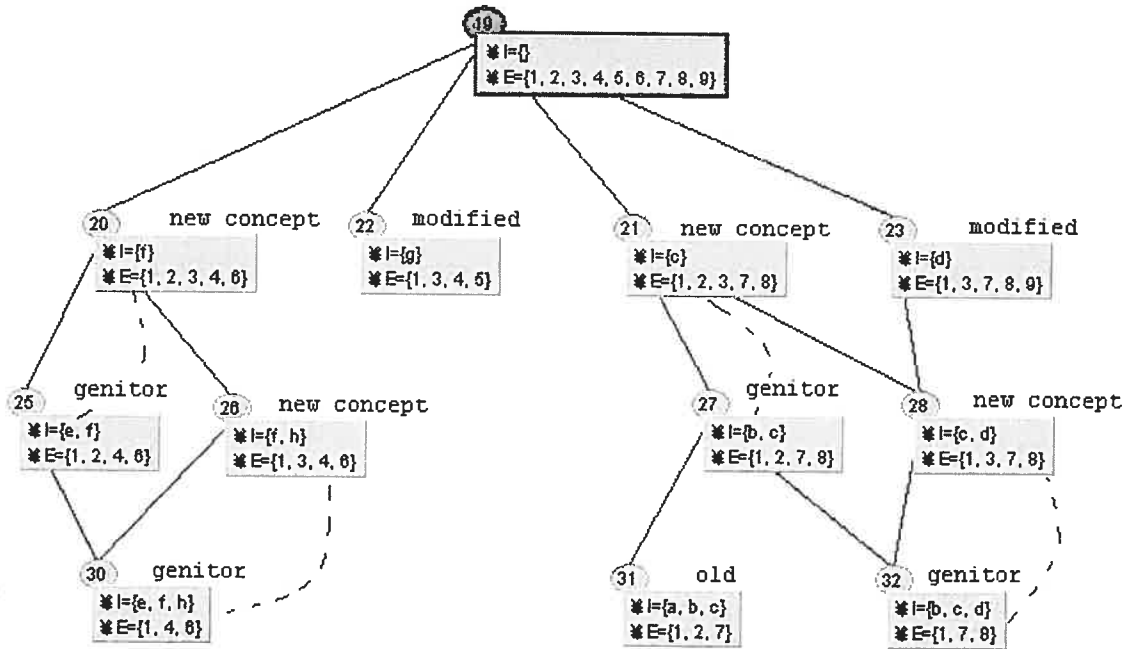 19
¥ I={}
¥ E={1, 2, 3, 4, 5, 6, 7, 8, 9}
20 new concept
¥ I={f}
¥ E={1, 2, 3, 4, 6}
22 modified
¥ I={g}
¥ E={1, 3, 4, 5}
21 new concept
¥ I={c}
¥ E={1, 2, 3, 7, 8}
23 modified
¥ I={d}
¥ E={1, 3, 7, 8, 9}
25 genitor
¥ I={e, f}
¥ E={1, 2, 4, 6}
26 new concept
¥ I={f, h}
¥ E={1, 3, 4, 6}
27 genitor
¥ I={b, c}
¥ E={1, 2, 7, 8}
28 new concept
¥ I={c, d}
¥ E={1, 3, 7, 8}
30 genitor
¥ I={e, f, h}
¥ E={1, 4, 6}
31 old
¥ I={a, b, c}
¥ E={1, 2, 7}
32 genitor
¥ I={b, c, d}
¥ E={1, 7, 8}